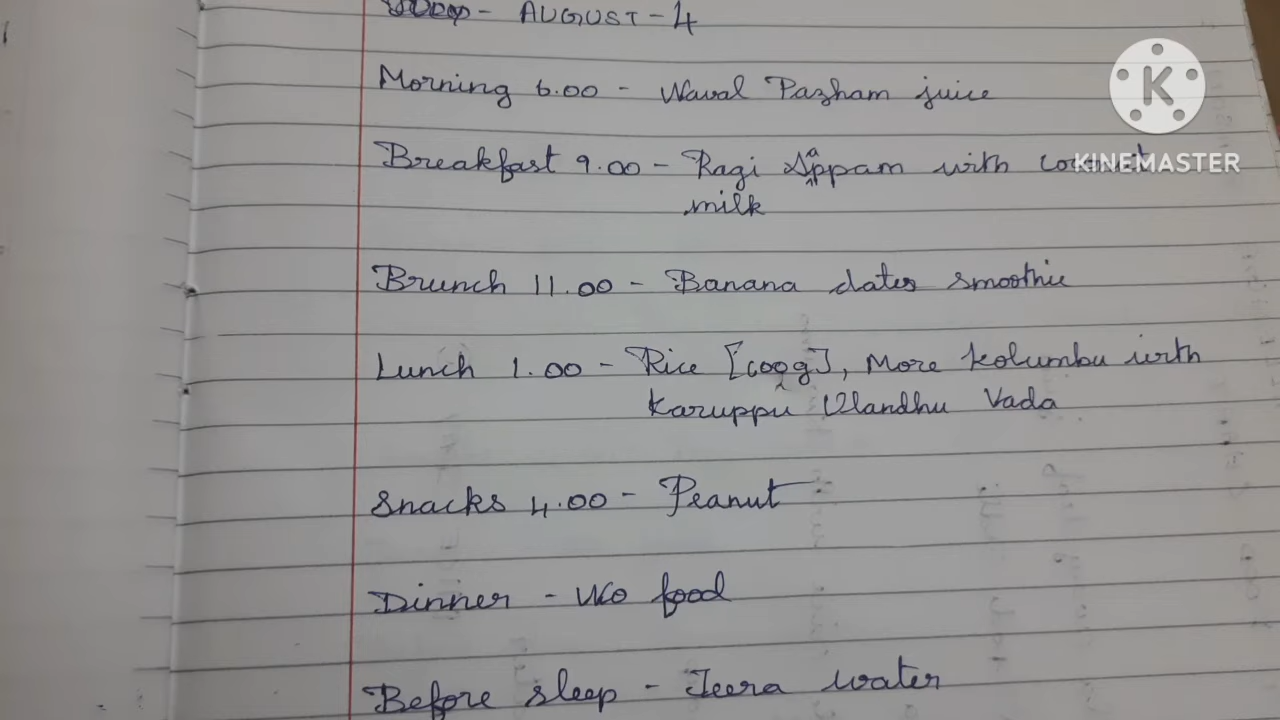 AUGUST - 4
Morning 6.00 - Naval Pazham juice
KINEMASTER
Breakfast 9.00 - Ragi Aappam with
milk
Brunch 11.00 - Banana dates smoothie
Lunch 1.00 - Rice [100g], More kolumbu with
Karuppu Ulandhu Vada
Snacks 4.00 - Peanut
Dinner - No food
Before sleep - Jeera water